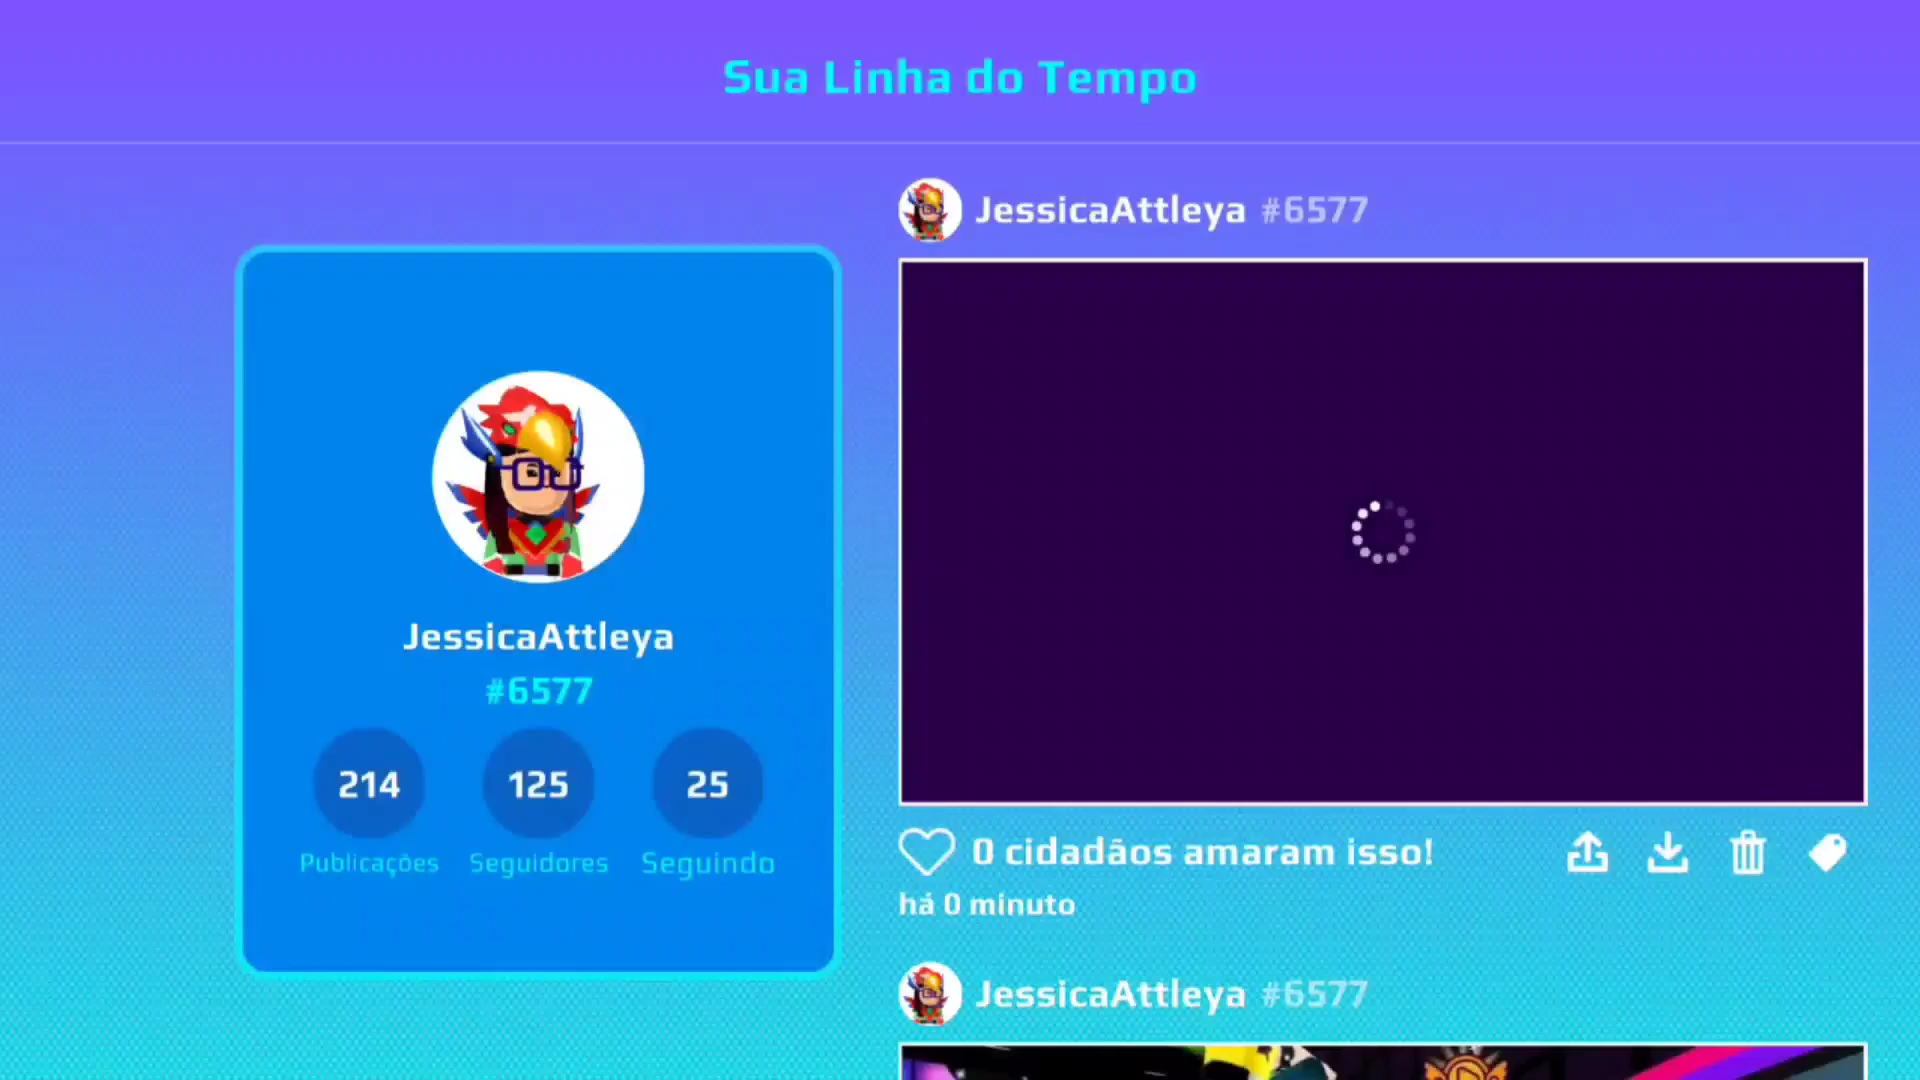 Sua Linha do Tempo
JessicaAttleya #6577
JessicaAttleya
#6577
214 125 25
Publicações Seguidores Seguindo
0 cidadãos amaram isso!
há 0 minuto
JessicaAttleya #6577